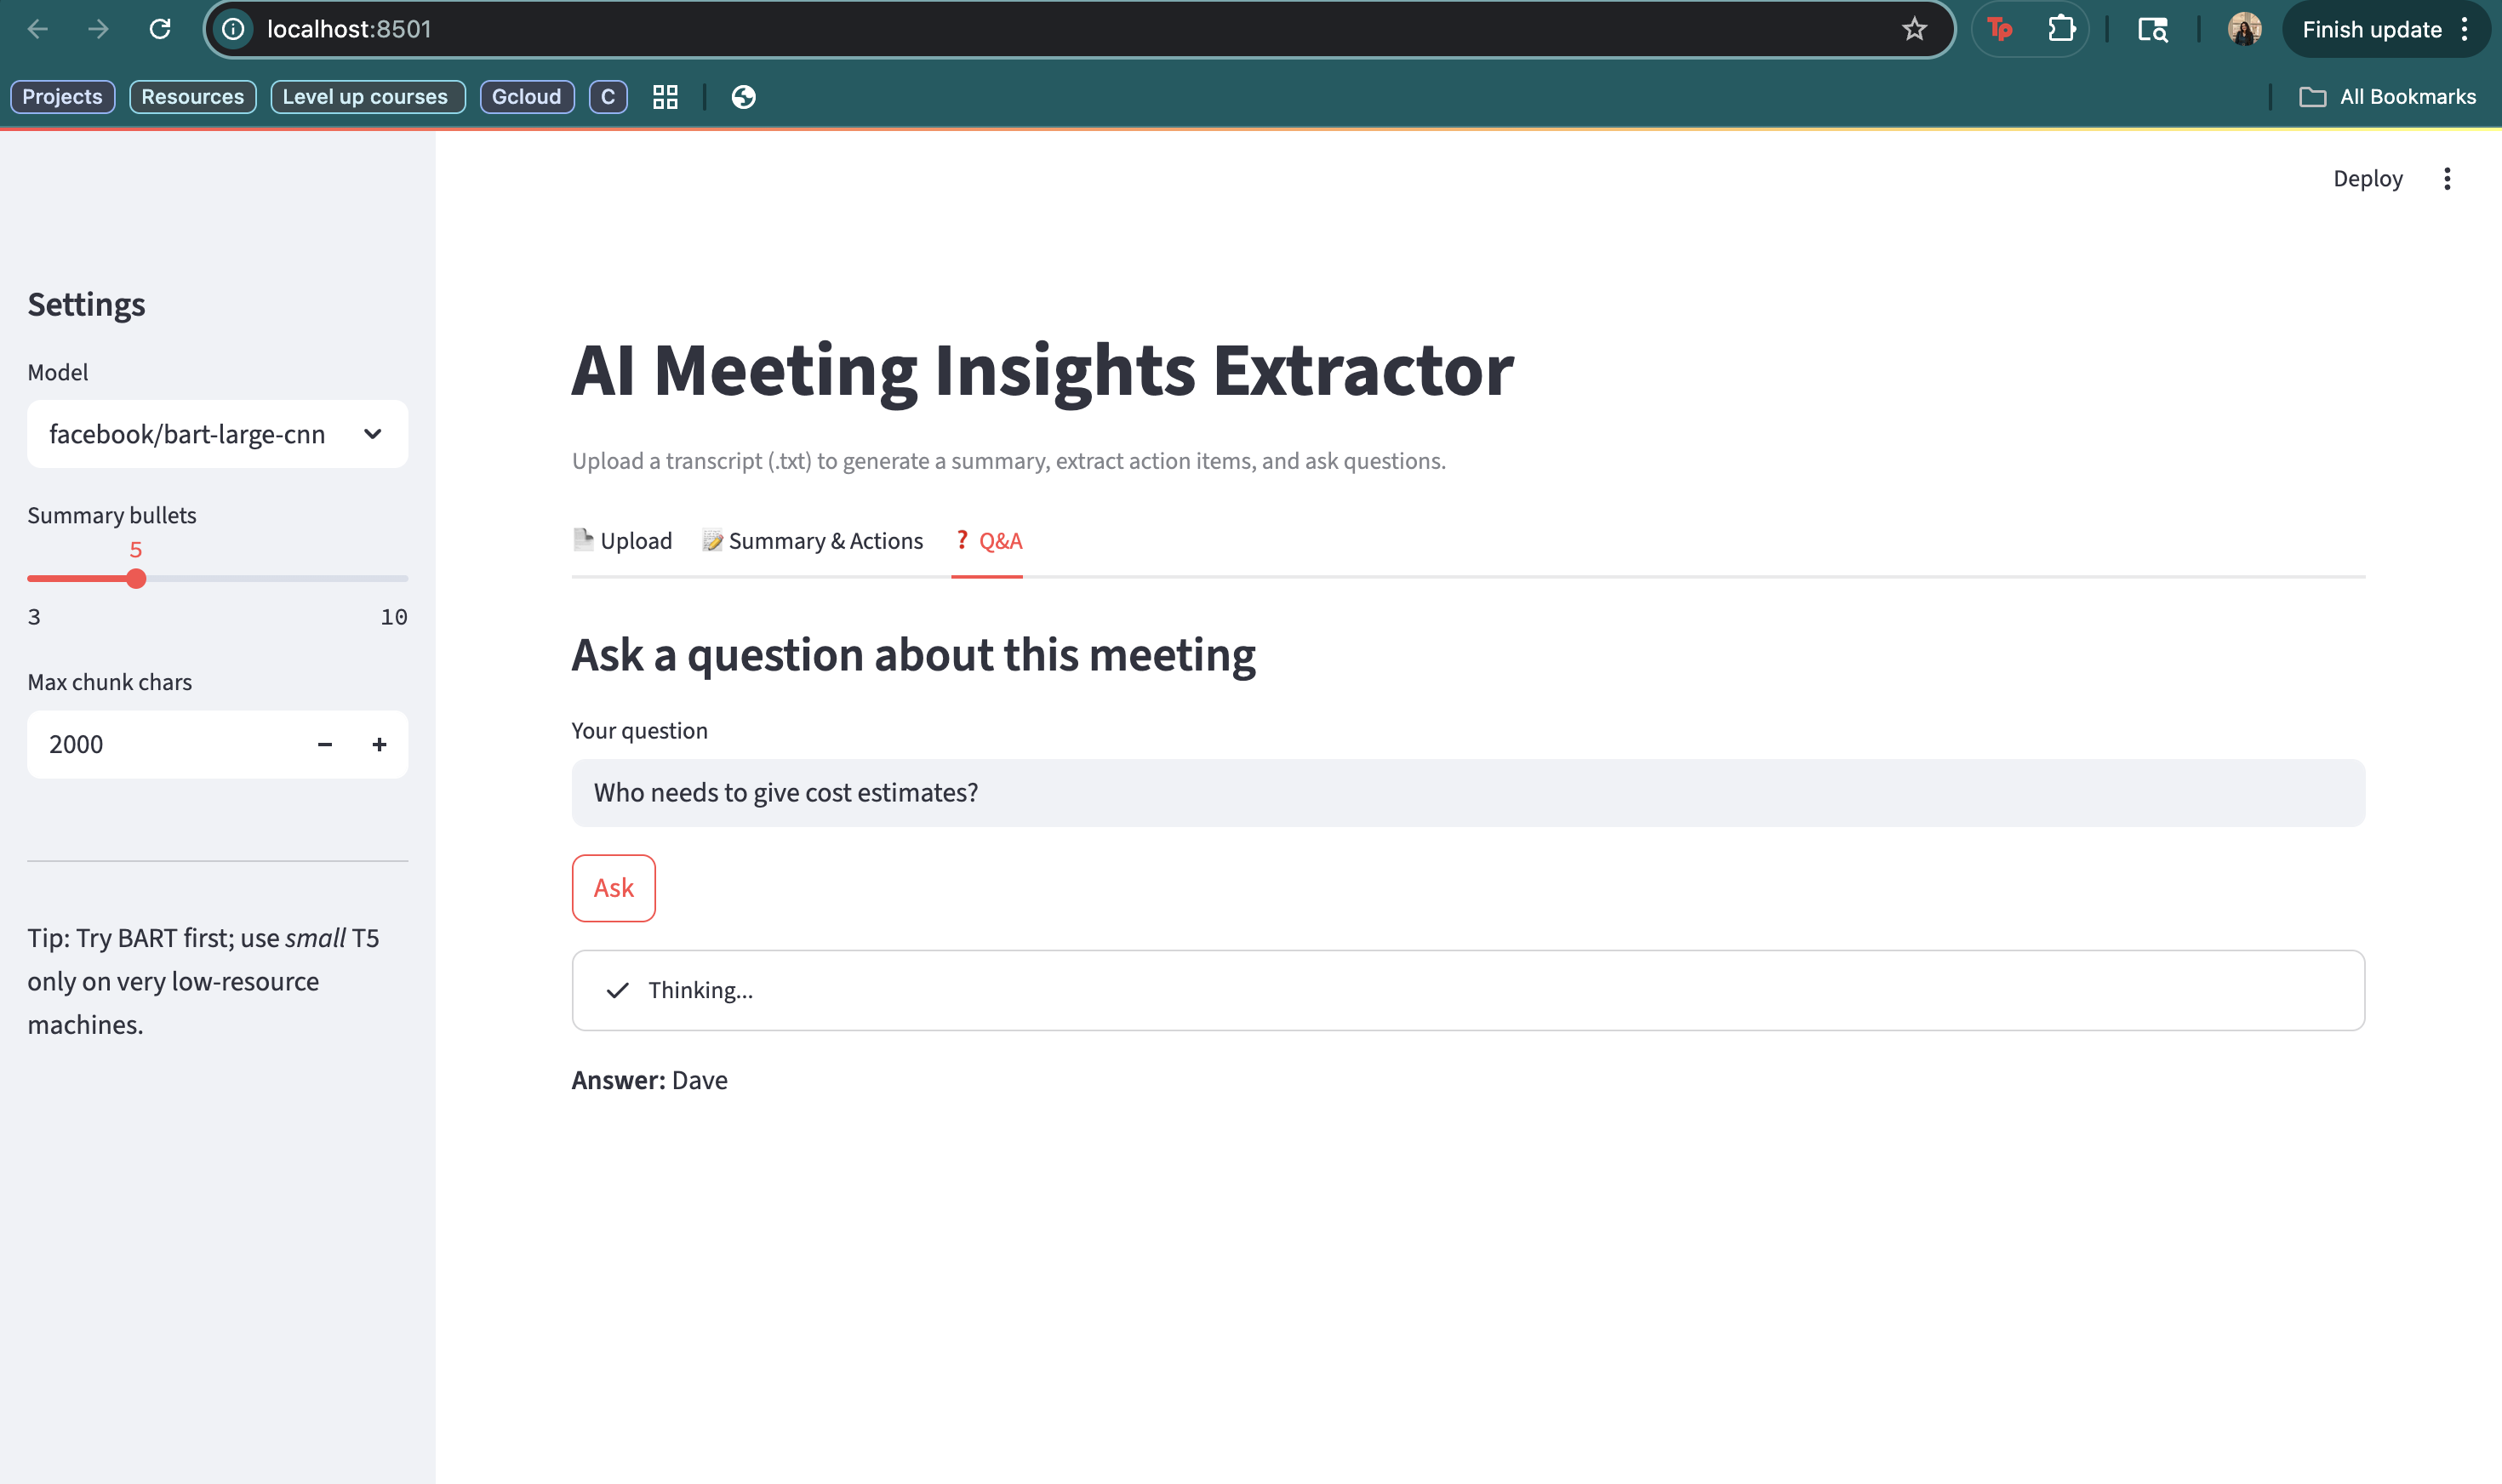 localhost:8501
Tp
Finish update
Projects
Resources
Level up courses
Gcloud
C
All Bookmarks
Deploy
Settings
Model
facebook/bart-large-cnn
Summary bullets
5
3
10
Max chunk chars
2000
Tip: Try BART first; use small T5
only on very low-resource
machines.
AI Meeting Insights Extractor
Upload a transcript (.txt) to generate a summary, extract action items, and ask questions.
Upload
Summary & Actions
❓ Q&A
Ask a question about this meeting
Your question
Who needs to give cost estimates?
Ask
Thinking...
Answer: Dave